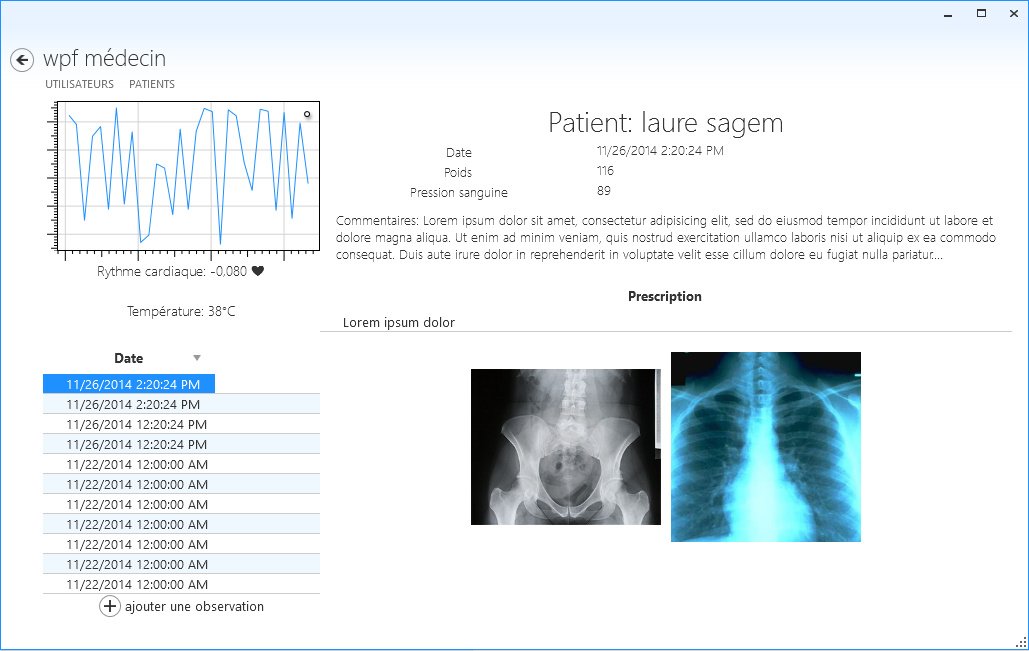 wpf médecin
UTILISATEURS PATIENTS
Rythme cardiaque: -0,080
Température: 38°C
Date
11/26/2014 2:20:24 PM
11/26/2014 2:20:24 PM
11/26/2014 12:20:24 PM
11/26/2014 12:20:24 PM
11/22/2014 12:00:00 AM
11/22/2014 12:00:00 AM
11/22/2014 12:00:00 AM
11/22/2014 12:00:00 AM
11/22/2014 12:00:00 AM
11/22/2014 12:00:00 AM
11/22/2014 12:00:00 AM
ajouter une observation
Patient: laure sagem
Date 11/26/2014 2:20:24 PM
Poids 116
Pression sanguine 89
Commentaires: Lorem ipsum dolor sit amet, consectetur adipisicing elit, sed do eiusmod tempor incididunt ut labore et
dolore magna aliqua. Ut enim ad minim veniam, quis nostrud exercitation ullamco laboris nisi ut aliquip ex ea commodo
consequat. Duis aute irure dolor in reprehenderit in voluptate velit esse cillum dolore eu fugiat nulla pariatur...
Prescription
Lorem ipsum dolor